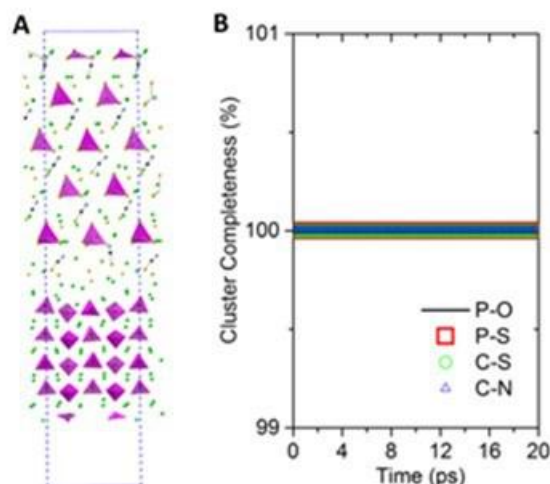 A
B
101
100
99
Cluster Completeness (%)
P-O
P-S
C-S
C-N
0 4 8 12 16 20
Time (ps)